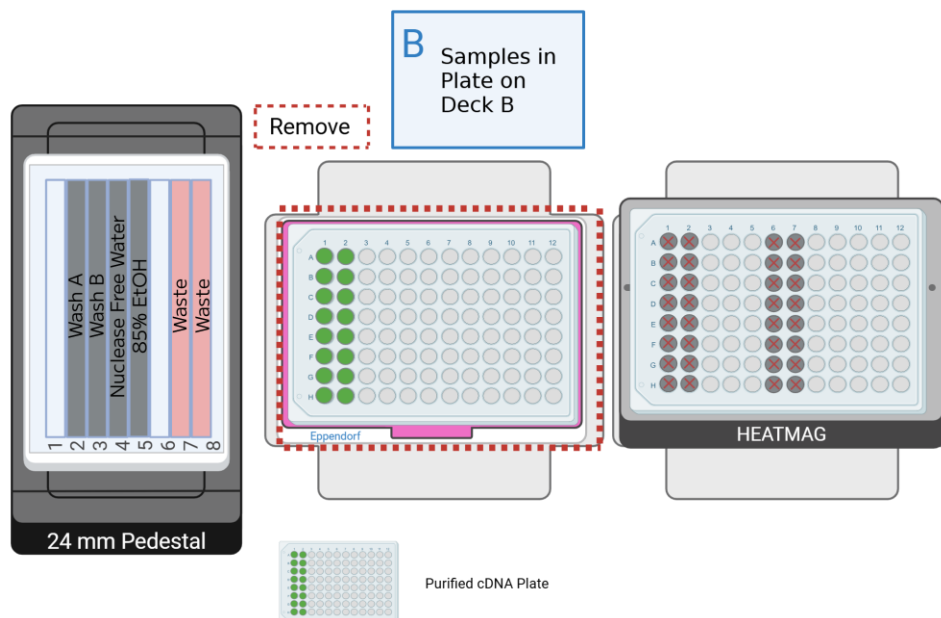 B
Samples in
Plate on
Deck B
Remove
Wash A
Wash B
Nuclease Free Water
85% EtOH
Waste
Waste
1 2 3 4 5 6 7 8
24 mm Pedestal
1 2 3 4 5 6 7 8 9 10 11 12
A
B
C
D
E
F
G
H
Eppendorf
1 2 3 4 5 6 7 8 9 10 11 12
A
B
C
D
E
F
G
H
HEATMAG
Purified cDNA Plate